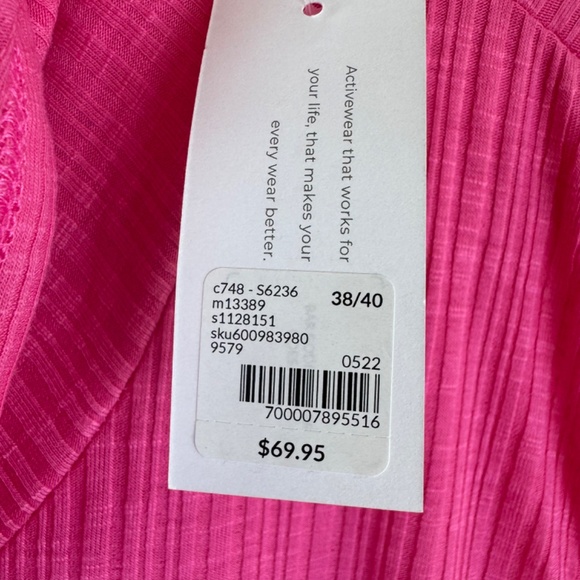 Activewear that works for
your life, that makes your
every wear better.
c748 - S6236
m13389
38/40
s1128151
sku600983980
9579
0522
700007895516
$69.95